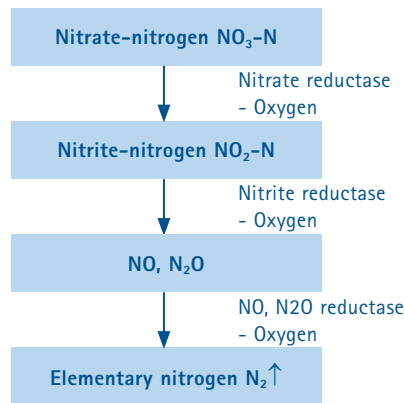 Nitrate-nitrogen NO₃-N
Nitrate reductase
- Oxygen
Nitrite-nitrogen NO₂-N
Nitrite reductase
- Oxygen
NO, N₂O
NO, N2O reductase
- Oxygen
Elementary nitrogen N₂↑